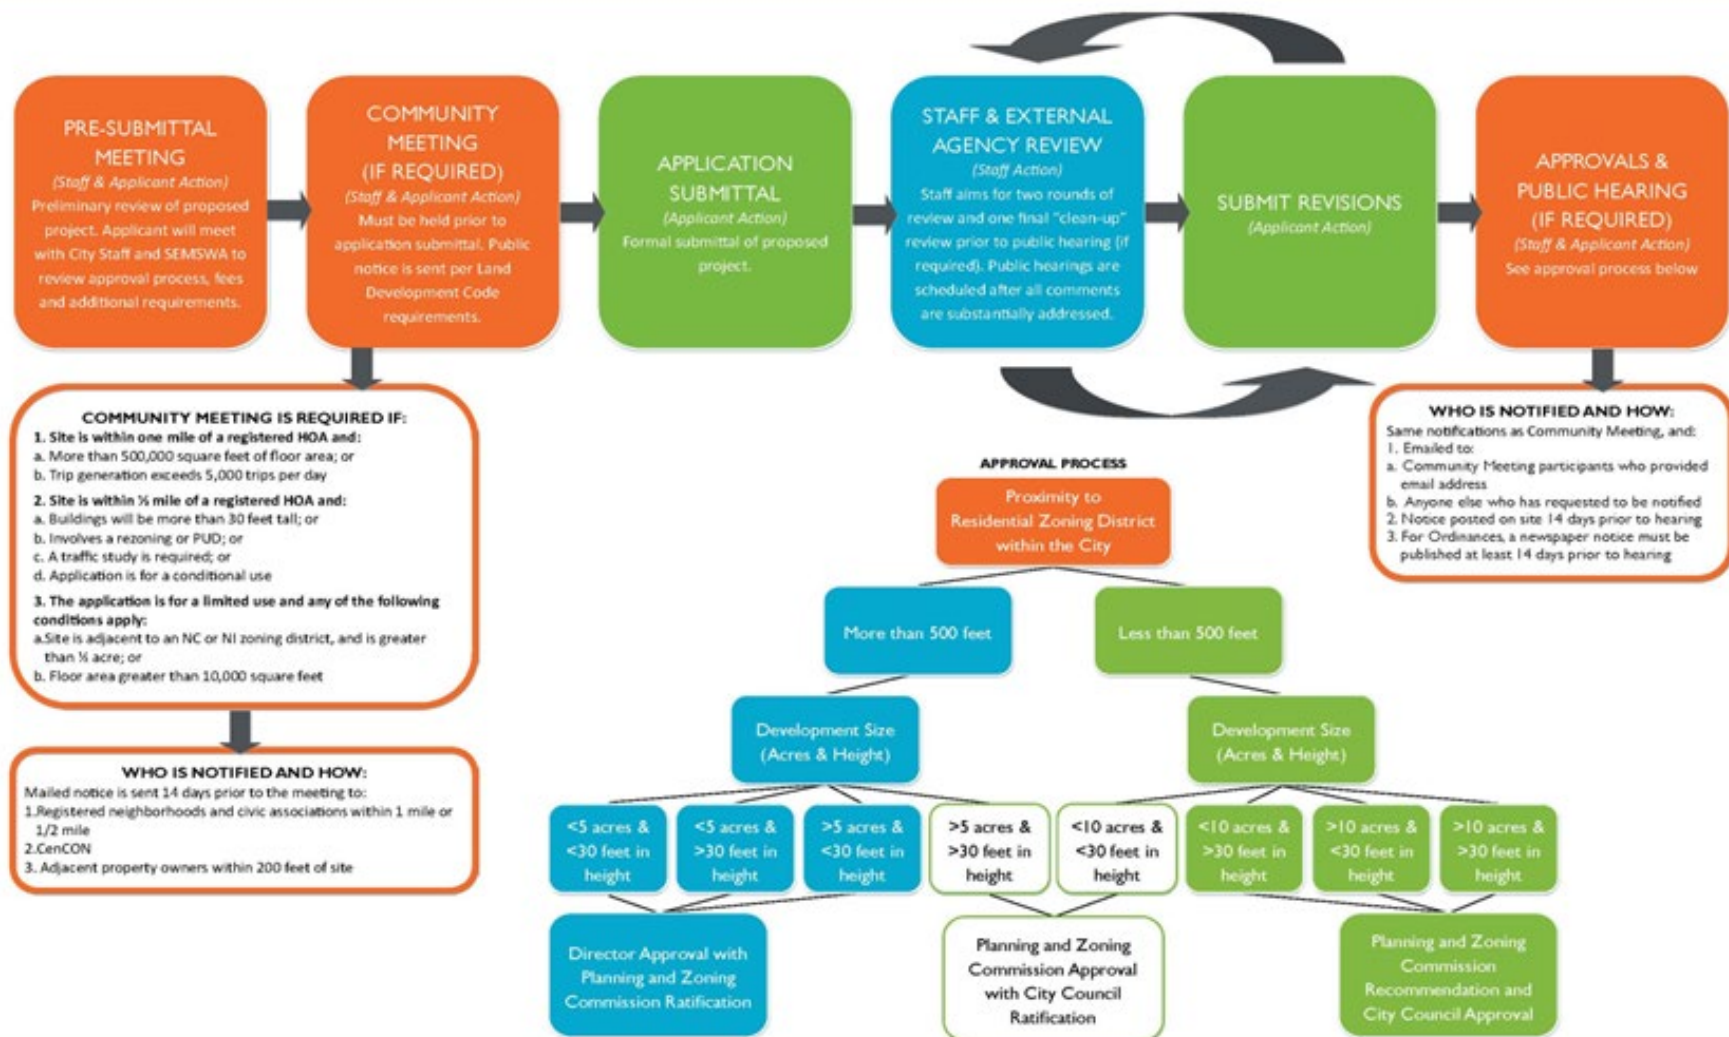 PRE-SUBMITTAL
MEETING
(Staff & Applicant Action)
Preliminary review of proposed
project. Applicant will meet
with City Staff and SEMSWA to
review approval process, fees
and additional requirements.
COMMUNITY
MEETING
(IF REQUIRED)
(Staff & Applicant Action)
Must be held prior to
application submittal. Public
notice is sent per Land
Development Code
requirements.
APPLICATION
SUBMITTAL
(Applicant Action)
Formal submittal of proposed
project.
STAFF & EXTERNAL
AGENCY REVIEW
(Staff Action)
Staff aims for two rounds of
review and one final "clean-up"
review prior to public hearing (if
required). Public hearings are
scheduled after all comments
are substantially addressed.
SUBMIT REVISIONS
(Applicant Action)
APPROVALS &
PUBLIC HEARING
(IF REQUIRED)
(Staff & Applicant Action)
See approval process below
COMMUNITY MEETING IS REQUIRED IF:
1. Site is within one mile of a registered HOA and:
a. More than 500,000 square feet of floor area; or
b. Trip generation exceeds 5,000 trips per day
2. Site is within ½ mile of a registered HOA and:
a. Buildings will be more than 30 feet tall; or
b. Involves a rezoning or PUD; or
c. A traffic study is required; or
d. Application is for a conditional use
3. The application is for a limited use and any of the following
conditions apply:
a.Site is adjacent to an NC or NI zoning district, and is greater
than ½ acre; or
b. Floor area greater than 10,000 square feet
WHO IS NOTIFIED AND HOW:
Mailed notice is sent 14 days prior to the meeting to:
1.Registered neighborhoods and civic associations within 1 mile or
1/2 mile
2.CenCON
3. Adjacent property owners within 200 feet of site
WHO IS NOTIFIED AND HOW:
Same notifications as Community Meeting, and:
1. Emailed to:
a. Community Meeting participants who provided
email address
b. Anyone else who has requested to be notified
2. Notice posted on site 14 days prior to hearing
3. For Ordinances, a newspaper notice must be
published at least 14 days prior to hearing
APPROVAL PROCESS
Proximity to
Residential Zoning District
within the City
More than 500 feet
Less than 500 feet
Development Size
(Acres & Height)
Development Size
(Acres & Height)
<5 acres &
<30 feet in
height
<5 acres &
>30 feet in
height
>5 acres &
<30 feet in
height
>5 acres &
>30 feet in
height
<10 acres &
<30 feet in
height
<10 acres &
>30 feet in
height
>10 acres &
<30 feet in
height
>10 acres &
>30 feet in
height
Director Approval with
Planning and Zoning
Commission Ratification
Planning and Zoning
Commission Approval
with City Council
Ratification
Planning and Zoning
Commission
Recommendation and
City Council Approval